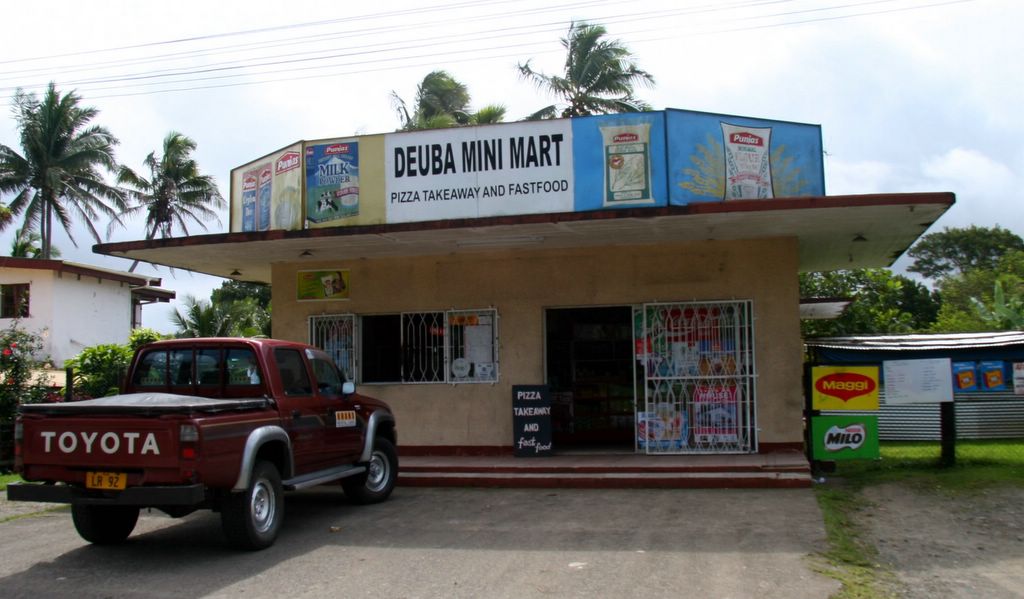 Punjas
Punjas
MILK
POWDER
DEUBA MINI MART
PIZZA TAKEAWAY AND FASTFOOD
Punjas
Punjas
PIZZA
TAKEAWAY
AND
fast food
TOYOTA
LR 92
Maggi
MILO